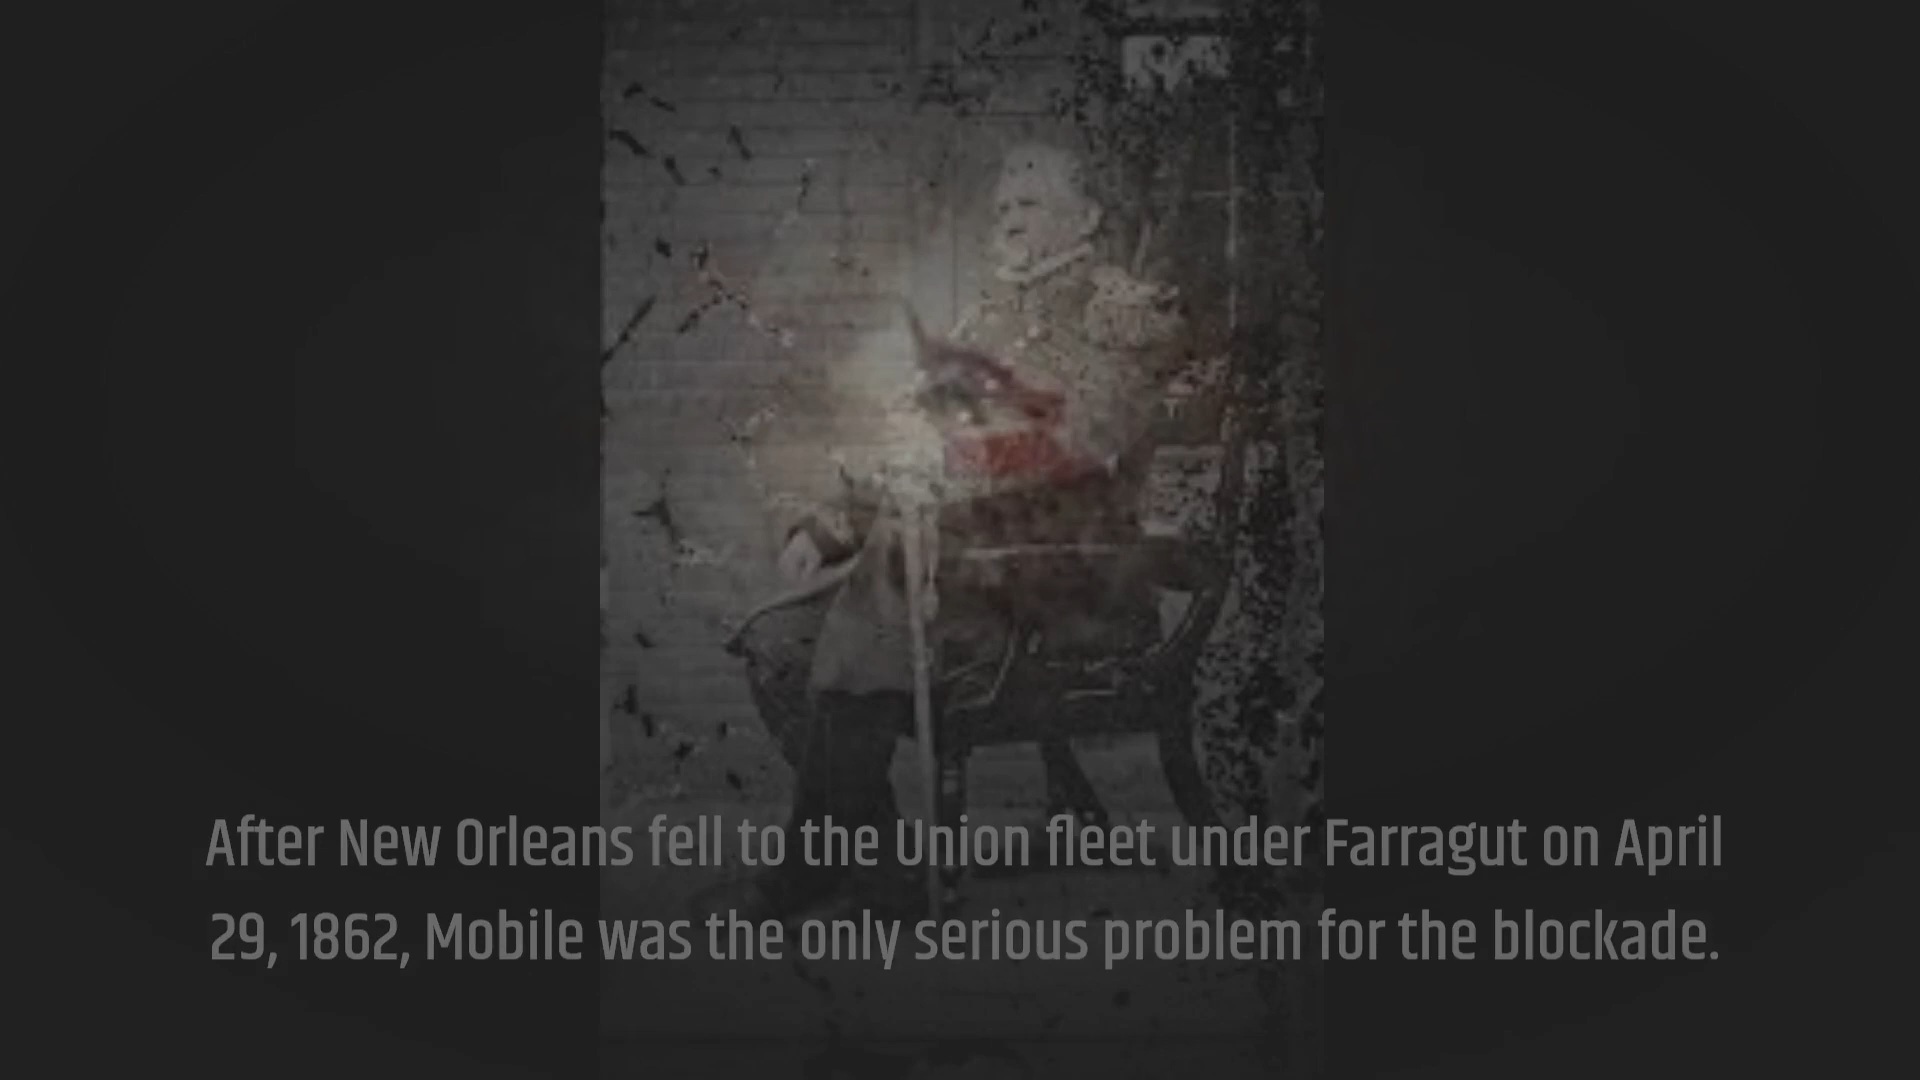 After New Orleans fell to the Union fleet under Farragut on April
29, 1862, Mobile was the only serious problem for the blockade.